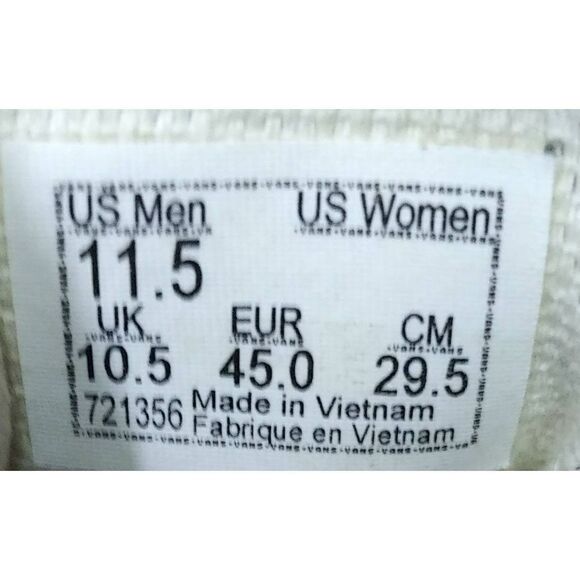 US Men US Women
11.5
UK EUR CM
10.5 45.0 29.5
721356 Made in Vietnam
Fabrique en Vietnam